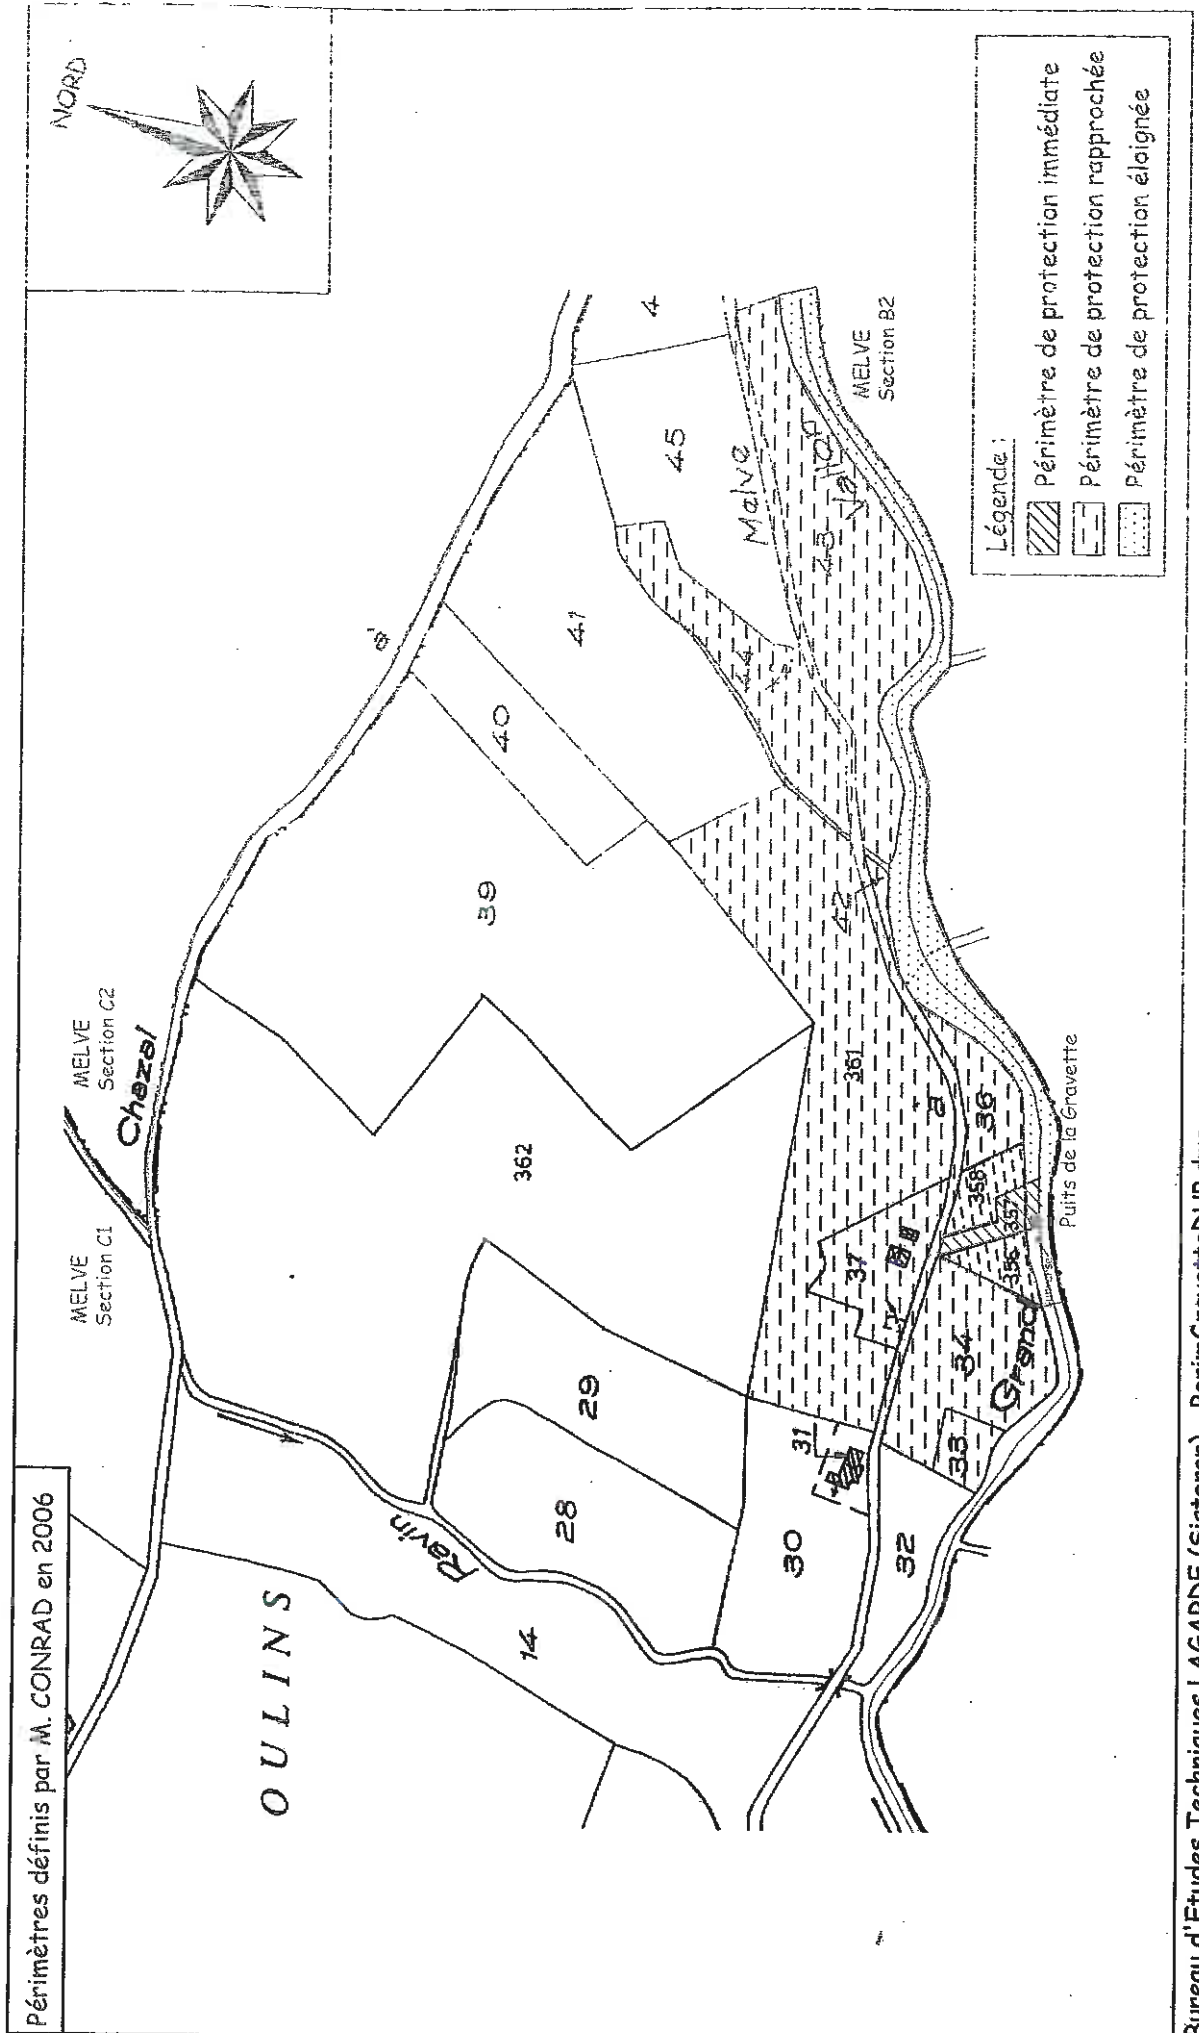 Périmètres définis par M. CONRAD en 2006
NORD
MELVE
Section C1
MELVE
Section C2
Chazal
OULINS
Ravin
14
28
29
362
39
40
41
45
4
30
31
37
361
44
Malve
43
42
32
33
34
Grand
356
357
358
36
a
a'
MELVE
Section B2
Puits de la Gravette
Légende :
Périmètre de protection immédiate
Périmètre de protection rapprochée
Périmètre de protection éloignée
Bureau d'Etudes Techniques LAGARDE (Sisteron)